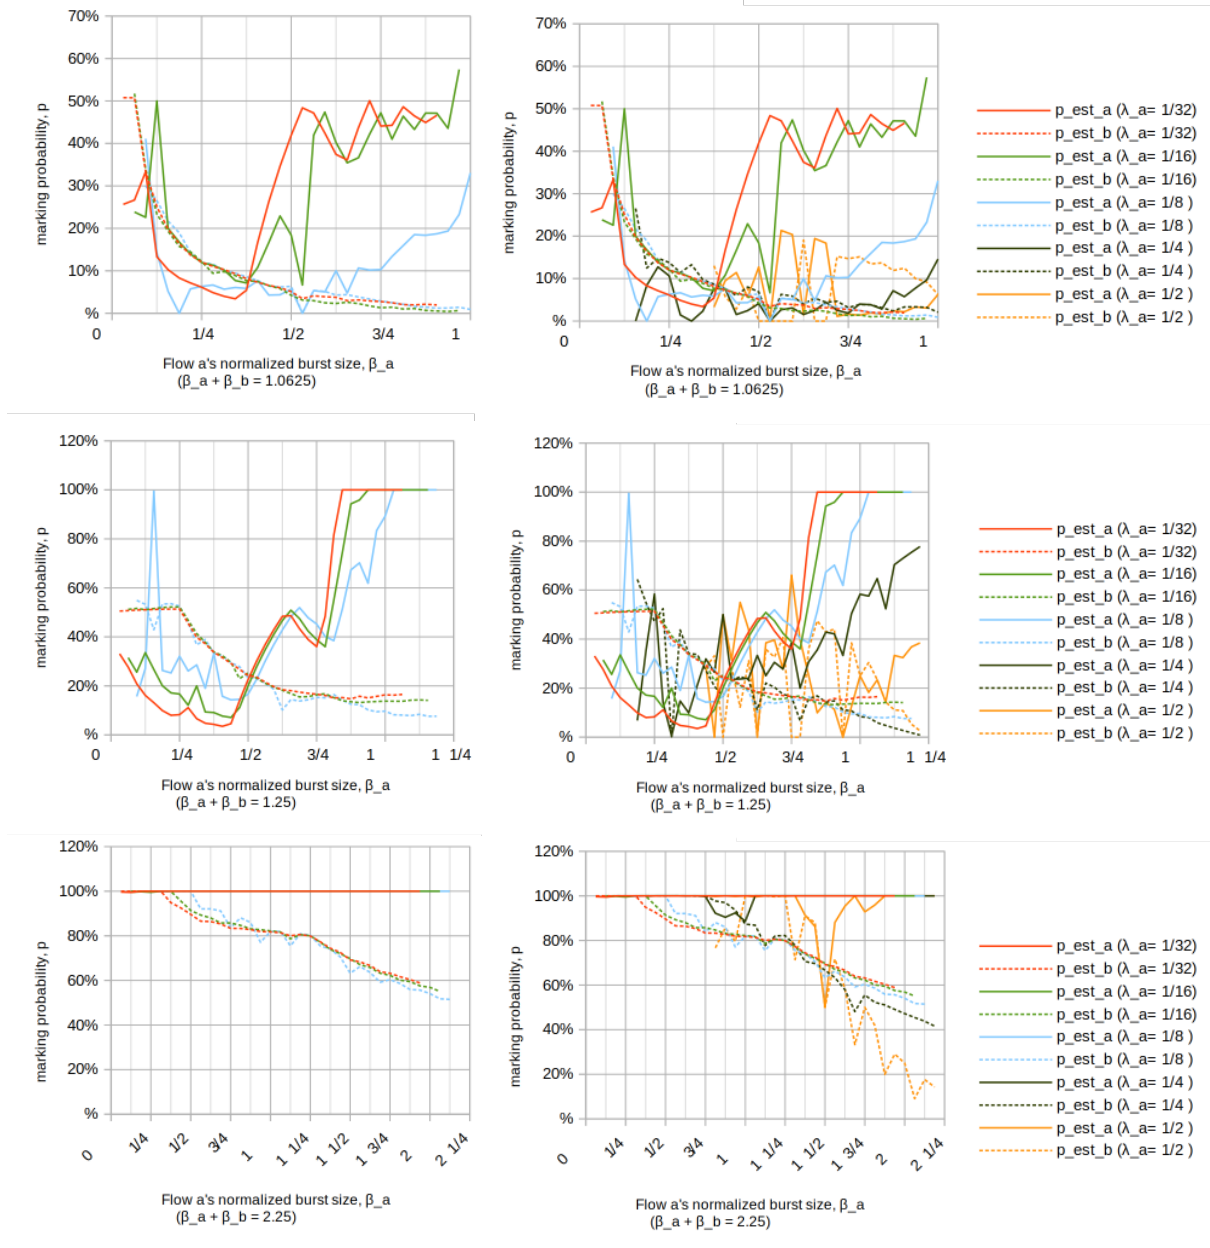 70%
60%
50%
40%
30%
20%
10%
%
marking probability, p
0
1/4
1/2
3/4
1
Flow a's normalized burst size, β_a
(β_a + β_b = 1.0625)
70%
60%
50%
40%
30%
20%
10%
%
marking probability, p
0
1/4
1/2
3/4
1
Flow a's normalized burst size, β_a
(β_a + β_b = 1.0625)
p_est_a (λ_a= 1/32)
p_est_b (λ_a= 1/32)
p_est_a (λ_a= 1/16)
p_est_b (λ_a= 1/16)
p_est_a (λ_a= 1/8 )
p_est_b (λ_a= 1/8 )
p_est_a (λ_a= 1/4 )
p_est_b (λ_a= 1/4 )
p_est_a (λ_a= 1/2 )
p_est_b (λ_a= 1/2 )
120%
100%
80%
60%
40%
20%
%
marking probability, p
0
1/4
1/2
3/4
1
1 1/4
Flow a's normalized burst size, β_a
(β_a + β_b = 1.25)
120%
100%
80%
60%
40%
20%
%
marking probability, p
0
1/4
1/2
3/4
1
1 1/4
Flow a's normalized burst size, β_a
(β_a + β_b = 1.25)
p_est_a (λ_a= 1/32)
p_est_b (λ_a= 1/32)
p_est_a (λ_a= 1/16)
p_est_b (λ_a= 1/16)
p_est_a (λ_a= 1/8 )
p_est_b (λ_a= 1/8 )
p_est_a (λ_a= 1/4 )
p_est_b (λ_a= 1/4 )
p_est_a (λ_a= 1/2 )
p_est_b (λ_a= 1/2 )
120%
100%
80%
60%
40%
20%
%
marking probability, p
0
1/4
1/2
3/4
1
1 1/4
1 1/2
1 3/4
2
2 1/4
Flow a's normalized burst size, β_a
(β_a + β_b = 2.25)
120%
100%
80%
60%
40%
20%
%
marking probability, p
0
1/4
1/2
3/4
1
1 1/4
1 1/2
1 3/4
2
2 1/4
Flow a's normalized burst size, β_a
(β_a + β_b = 2.25)
p_est_a (λ_a= 1/32)
p_est_b (λ_a= 1/32)
p_est_a (λ_a= 1/16)
p_est_b (λ_a= 1/16)
p_est_a (λ_a= 1/8 )
p_est_b (λ_a= 1/8 )
p_est_a (λ_a= 1/4 )
p_est_b (λ_a= 1/4 )
p_est_a (λ_a= 1/2 )
p_est_b (λ_a= 1/2 )